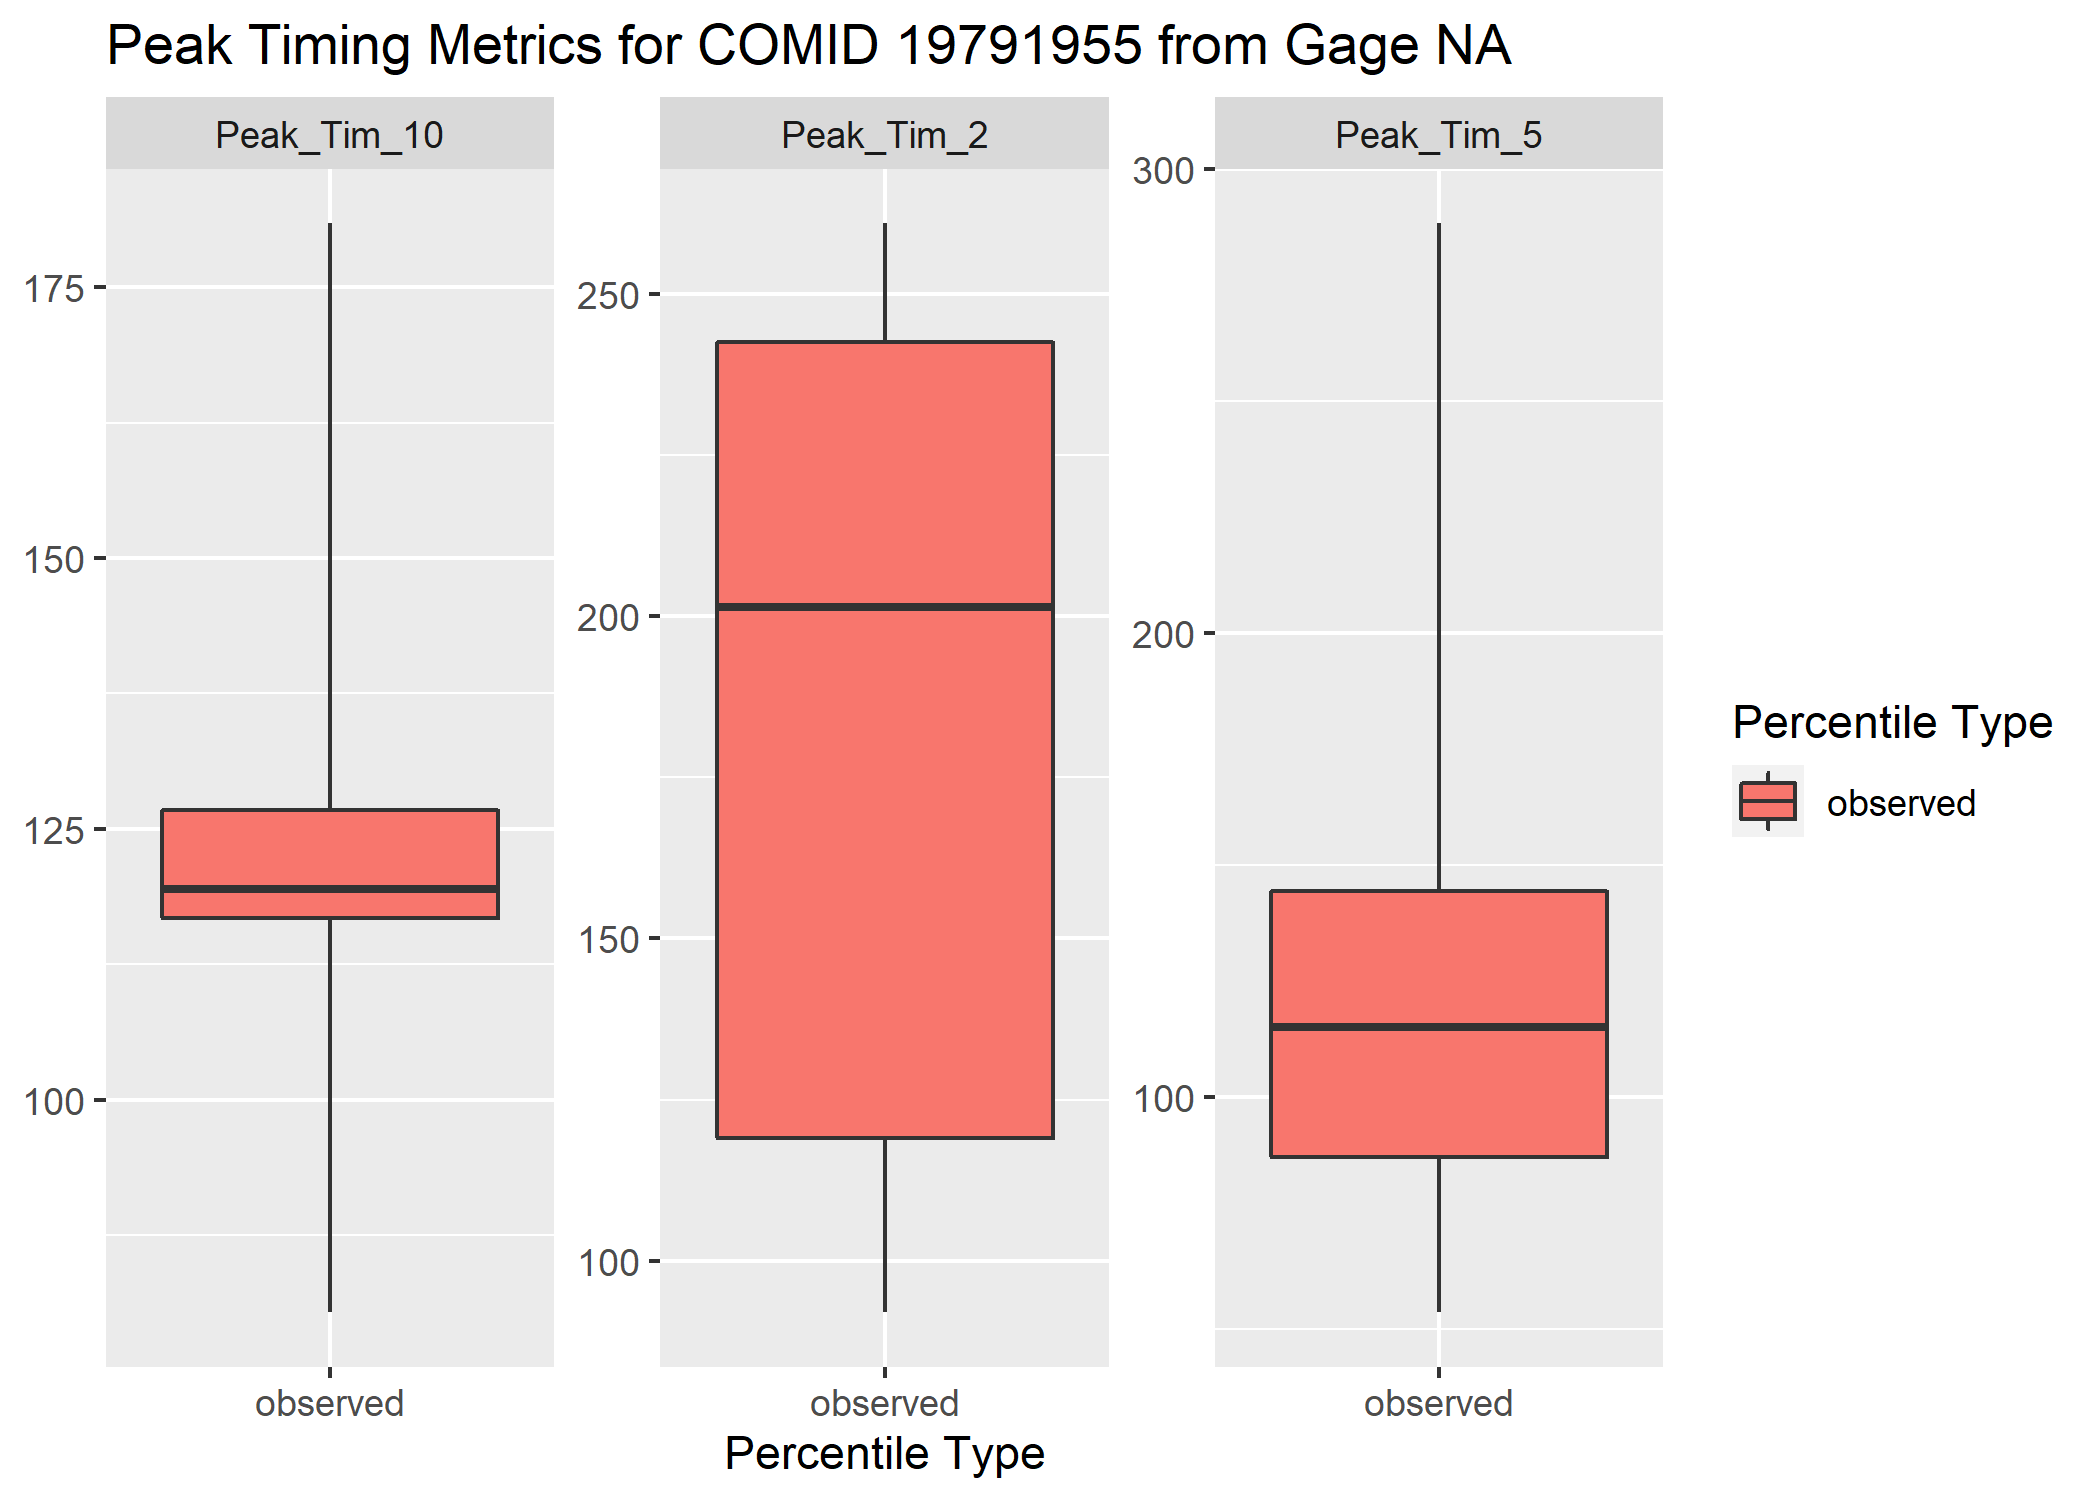 Peak Timing Metrics for COMID 19791955 from Gage NA
Peak_Tim_10
Peak_Tim_2
Peak_Tim_5
175
150
125
100
250
200
150
100
300
200
100
observed
observed
observed
Percentile Type
Percentile Type
observed